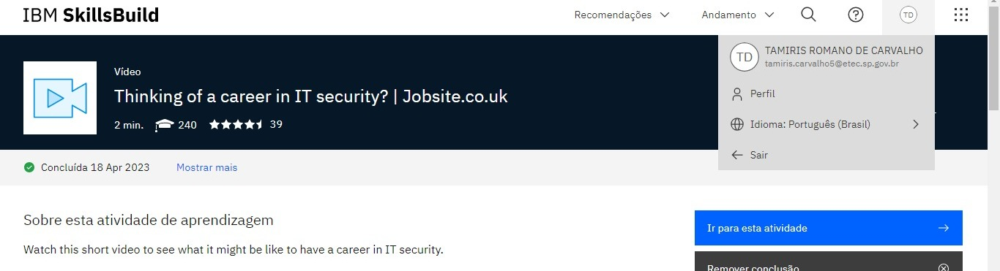 IBM SkillsBuild
Recomendações
Andamento
TD
TD
TAMIRIS ROMANO DE CARVALHO
tamiris.carvalho5@etec.sp.gov.br
Perfil
Idioma: Português (Brasil)
Sair
Vídeo
Thinking of a career in IT security? | Jobsite.co.uk
2 min. 240 39
Concluída 18 Apr 2023 Mostrar mais
Sobre esta atividade de aprendizagem
Watch this short video to see what it might be like to have a career in IT security.
Ir para esta atividade
Remover conclusão